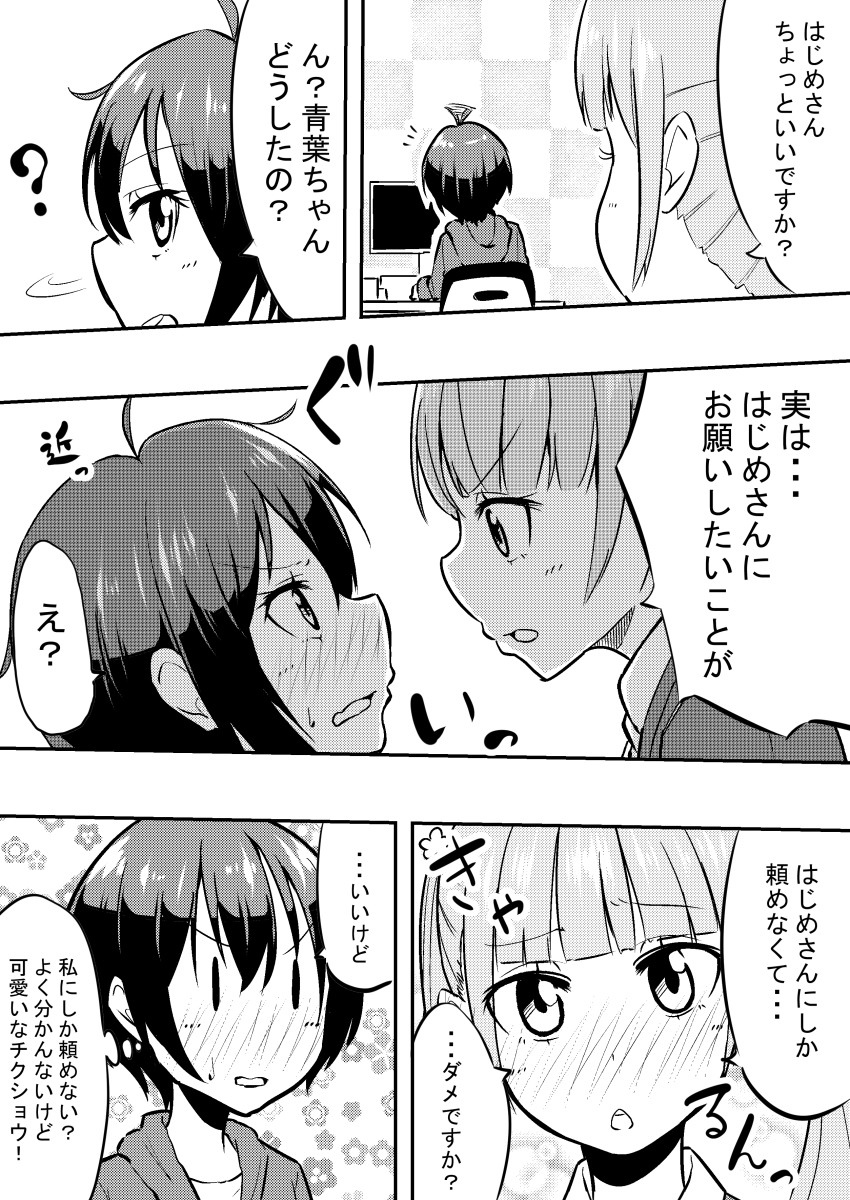 はじめさん
ちょっといいですか？
ん？青葉ちゃん
どうしたの？
？
実は・・・
はじめさんに
お願いしたいことが
ぐいっ
近っ
え？
はじめさんにしか
頼めなくて・・・
きゃるんっ
・・・ダメですか？
・・・いいけど
私にしか頼めない？
よく分かんないけど
可愛いなチクショウ！